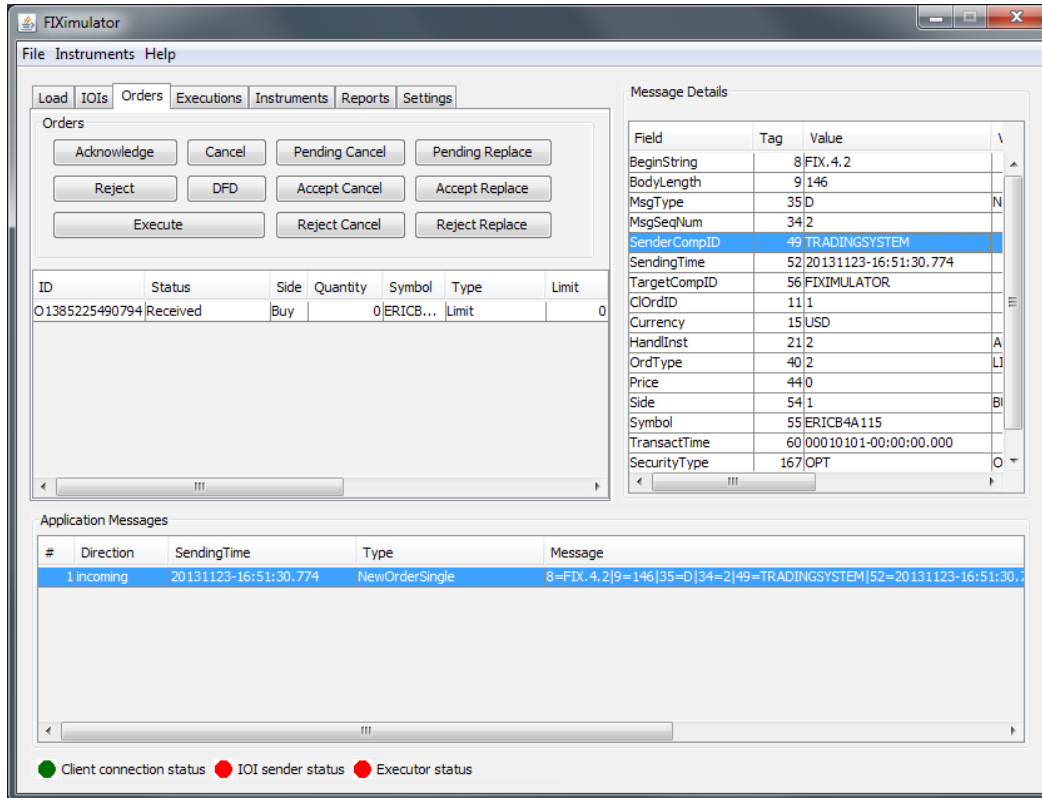 FIXimulator
File Instruments Help
Load IOIs Orders Executions Instruments Reports Settings
Orders
Acknowledge Cancel Pending Cancel Pending Replace
Reject DFD Accept Cancel Accept Replace
Execute Reject Cancel Reject Replace
ID Status Side Quantity Symbol Type Limit
O1385225490794 Received Buy 0 ERICB... Limit 0
Message Details
Field Tag Value
BeginString 8 FIX.4.2
BodyLength 9 146
MsgType 35 D N
MsgSeqNum 34 2
SenderCompID 49 TRADINGSYSTEM
SendingTime 52 20131123-16:51:30.774
TargetCompID 56 FIXIMULATOR
ClOrdID 11 1
Currency 15 USD
HandlInst 21 2 A
OrdType 40 2 LI
Price 44 0
Side 54 1 BU
Symbol 55 ERICB4A115
TransactTime 60 00010101-00:00:00.000
SecurityType 167 OPT O
Application Messages
# Direction SendingTime Type Message
1 incoming 20131123-16:51:30.774 NewOrderSingle 8=FIX.4.2|9=146|35=D|34=2|49=TRADINGSYSTEM|52=20131123-16:51:30.7
Client connection status IOI sender status Executor status